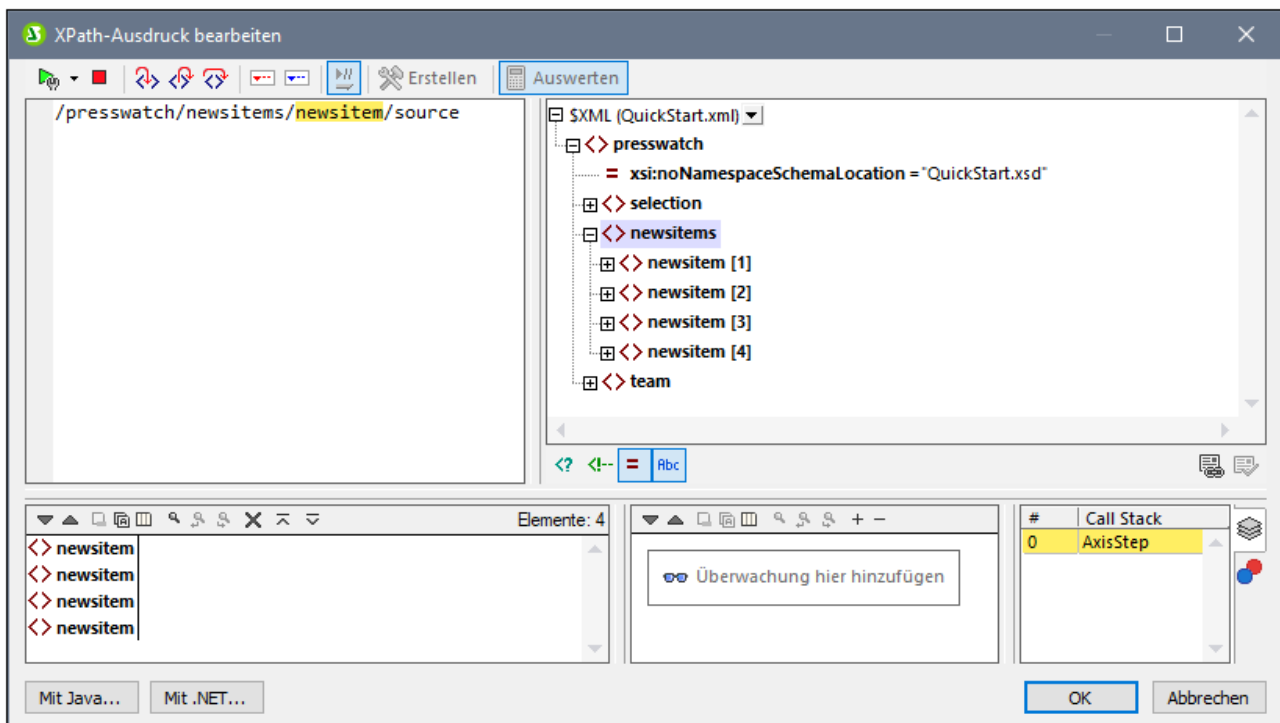 XPath-Ausdruck bearbeiten
Erstellen
Auswerten
/presswatch/newsitems/newsitem/source
$XML (QuickStart.xml)
<> presswatch
= xsi:noNamespaceSchemaLocation ="QuickStart.xsd"
<> selection
<> newsitems
<> newsitem [1]
<> newsitem [2]
<> newsitem [3]
<> newsitem [4]
<> team
<? <!-- = Abc
Elemente: 4
<> newsitem
<> newsitem
<> newsitem
<> newsitem
Überwachung hier hinzufügen
# Call Stack
0 AxisStep
Mit Java... Mit .NET...
OK Abbrechen